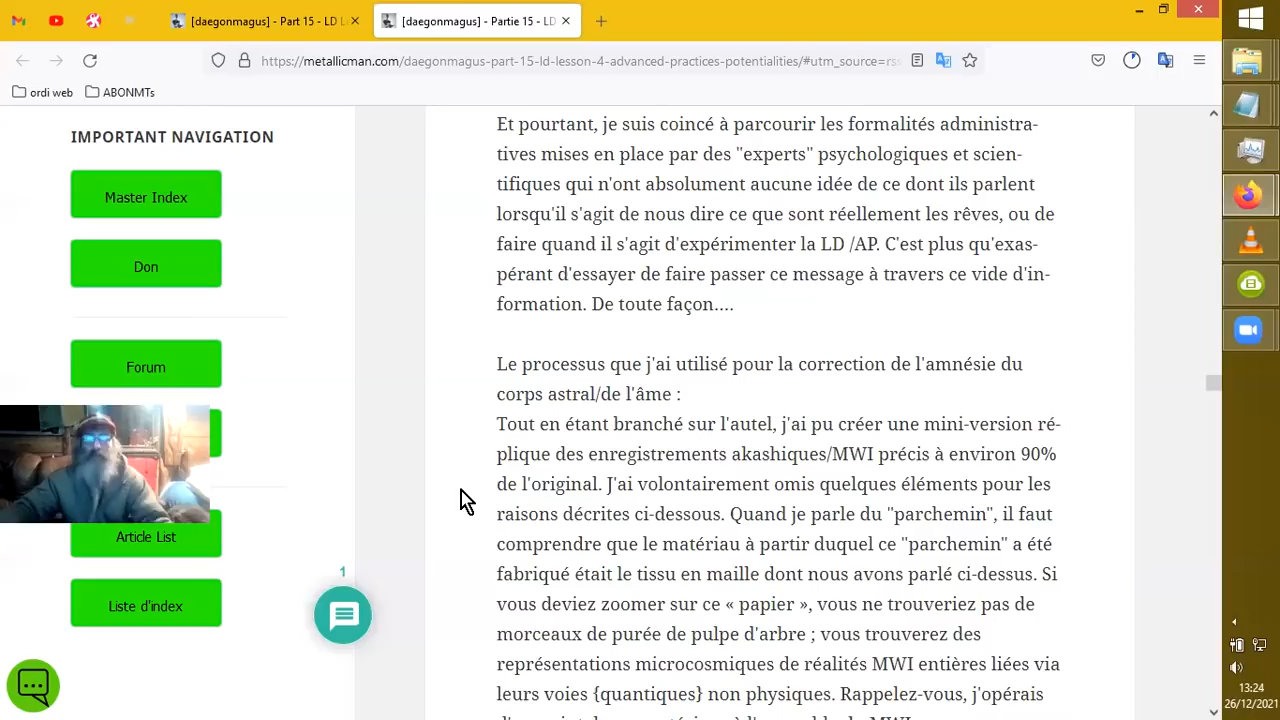 [daegonmagus] - Part 15 - LD L
[daegonmagus] - Partie 15 - LD
https://metallicman.com/daegonmagus-part-15-ld-lesson-4-advanced-practices-potentialities/#utm_source=rss
ordi web
ABONMTs
IMPORTANT NAVIGATION
Master Index
Don
Forum
Article List
Liste d'index
1
Et pourtant, je suis coincé à parcourir les formalités administra-
tives mises en place par des "experts" psychologiques et scien-
tifiques qui n'ont absolument aucune idée de ce dont ils parlent
lorsqu'il s'agit de nous dire ce que sont réellement les rêves, ou de
faire quand il s'agit d'expérimenter la LD /AP. C'est plus qu'exas-
pérant d'essayer de faire passer ce message à travers ce vide d'in-
formation. De toute façon....
Le processus que j'ai utilisé pour la correction de l'amnésie du
corps astral/de l'âme :
Tout en étant branché sur l'autel, j'ai pu créer une mini-version ré-
plique des enregistrements akashiques/MWI précis à environ 90%
de l'original. J'ai volontairement omis quelques éléments pour les
raisons décrites ci-dessous. Quand je parle du "parchemin", il faut
comprendre que le matériau à partir duquel ce "parchemin" a été
fabriqué était le tissu en maille dont nous avons parlé ci-dessus. Si
vous deviez zoomer sur ce « papier », vous ne trouveriez pas de
morceaux de purée de pulpe d'arbre ; vous trouverez des
représentations microcosmiques de réalités MWI entières liées via
leurs voies {quantiques} non physiques. Rappelez-vous, j'opérais
13:24
26/12/2021